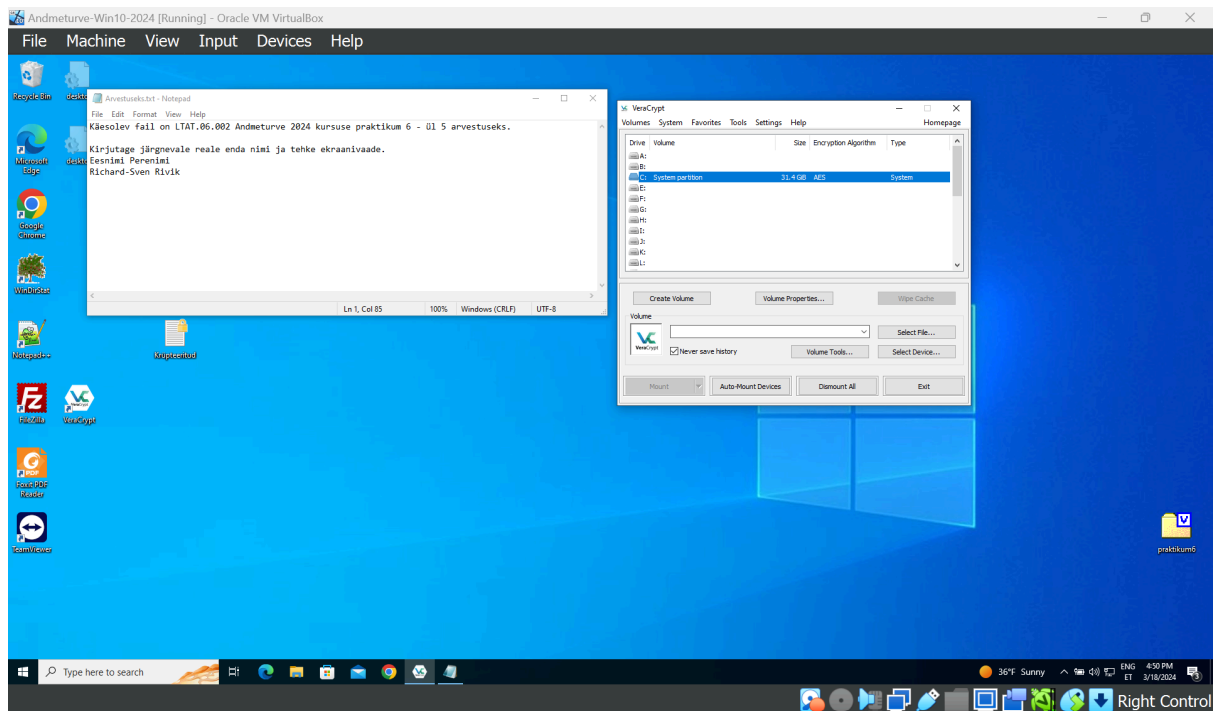 Andmeturve-Win10-2024 [Running] - Oracle VM VirtualBox
File Machine View Input Devices Help
Recycle Bin
deskto
Arvestuseks.txt - Notepad
File Edit Format View Help
Käesolev fail on LTAT.06.002 Andmeturve 2024 kursuse praktikum 6 - ül 5 arvestuseks.
Kirjutage järgnevale reale enda nimi ja tehke ekraanivaade.
Eesnimi Perenimi
Richard-Sven Rivik
Ln 1, Col 85 100% Windows (CRLF) UTF-8
Microsoft Edge
deskto
Google Chrome
WinDirStat
Notepad++
Krupteeritud
FileZilla
VeraCrypt
Foxit PDF Reader
TeamViewer
VeraCrypt
Volumes System Favorites Tools Settings Help Homepage
Drive Volume Size Encryption Algorithm Type
A:
B:
C: System partition 31.4 GB AES System
E:
F:
G:
H:
I:
J:
K:
L:
Create Volume Volume Properties... Wipe Cache
Volume
VeraCrypt
Select File...
Never save history Volume Tools... Select Device...
Mount Auto-Mount Devices Dismount All Exit
praktikum6
Type here to search
36°F Sunny ENG 4:50 PM
ET 3/18/2024
Right Control